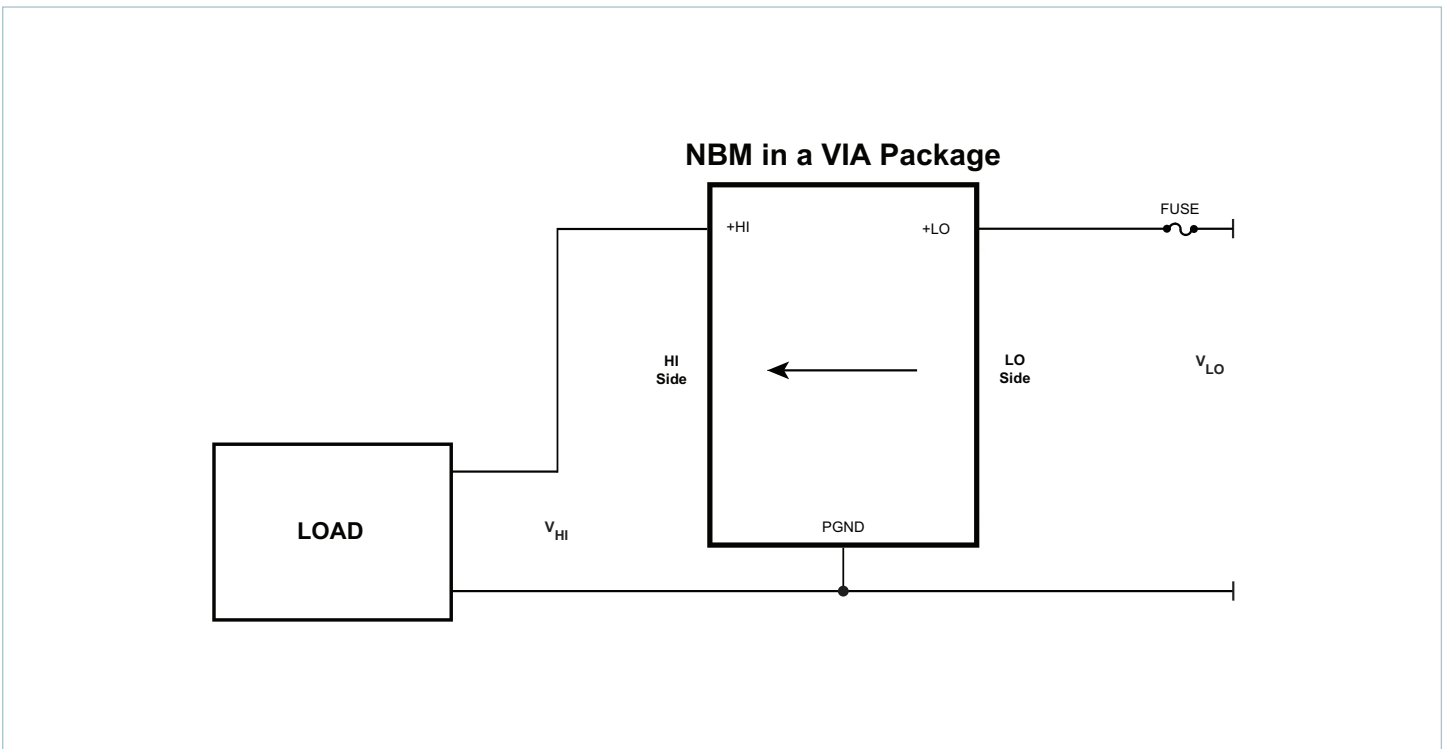 NBM in a VIA Package
FUSE
+HI
+LO
HI
Side
LO
Side
VLO
PGND
LOAD
VHI